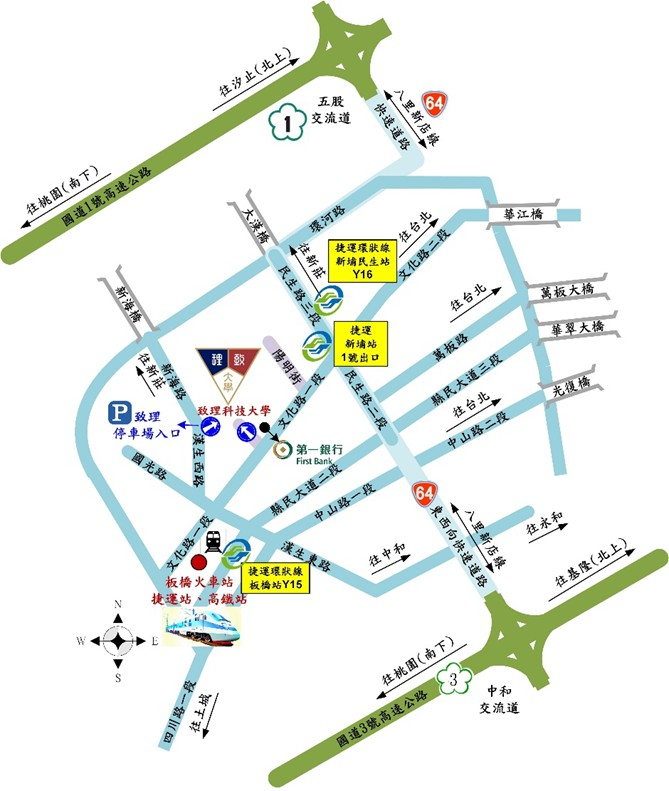 往汐止(北上)
五股
交流道
1
64
八里新店線
快速道路
往桃園(南下)
國道1號高速公路
大漢橋
環河路
往新莊
捷運環狀線
新埔民生站
Y16
往台北
文化路二段
華江橋
民生路三段
新海橋
往新莊
新海路
捷運
新埔站
1號出口
往台北
萬板路
萬板大橋
華翠大橋
陽明街
文化路一段
理
致
大學
致理科技大學
P
致理
停車場入口
漢生西路
第一銀行
First Bank
民生路二段
縣民大道三段
往台北
中山路二段
光復橋
國光路
縣民大道二段
中山路一段
64
八里新店線
東西向快速道路
文化路一段
漢生東路
往中和
往永和
板橋火車站
捷運站、高鐵站
捷運環狀線
板橋站Y15
往基隆(北上)
N
W
E
S
往桃園(南下)
3
中和
交流道
國道3號高速公路
四川路一段
往土城